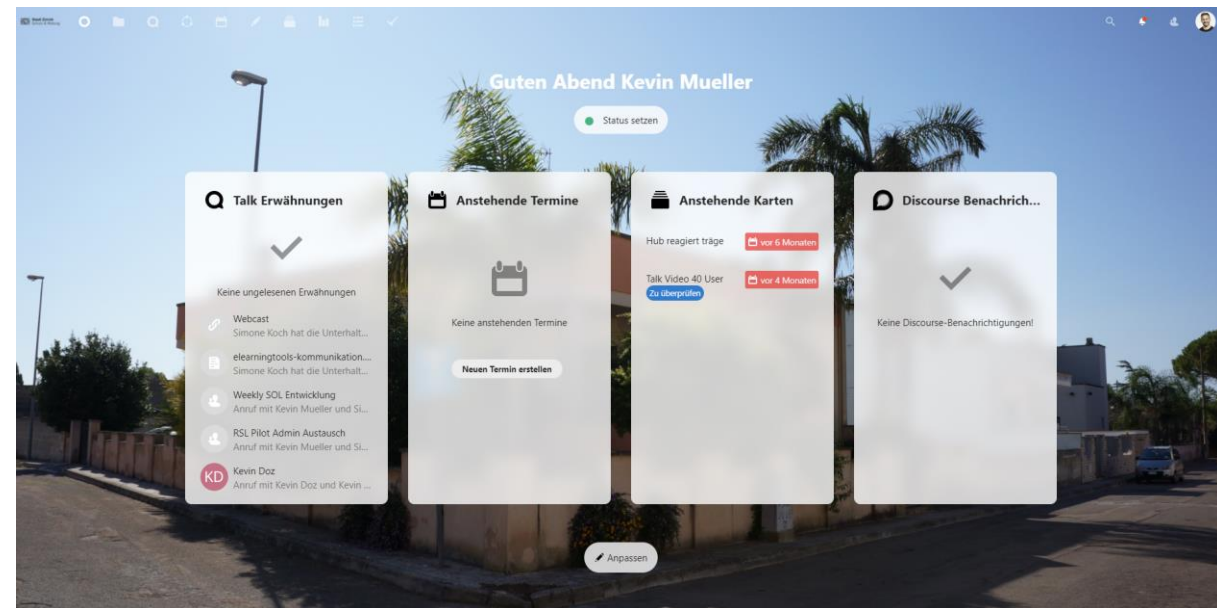 Guten Abend Kevin Mueller
Status setzen
Talk Erwähnungen
Keine ungelesenen Erwähnungen
Webcast
Simone Koch hat die Unterhalt...
elearningtools-kommunikation....
Simone Koch hat die Unterhalt...
Weekly SOL Entwicklung
Anruf mit Kevin Mueller und Si...
RSL Pilot Admin Austausch
Anruf mit Kevin Mueller und Si...
KD
Kevin Doz
Anruf mit Kevin Doz und Kevin ...
Anstehende Termine
Keine anstehenden Termine
Neuen Termin erstellen
Anstehende Karten
Hub reagiert träge
vor 6 Monaten
Talk Video 40 User
vor 4 Monaten
Zu überprüfen
Discourse Benachrich...
Keine Discourse-Benachrichtigungen!
Anpassen